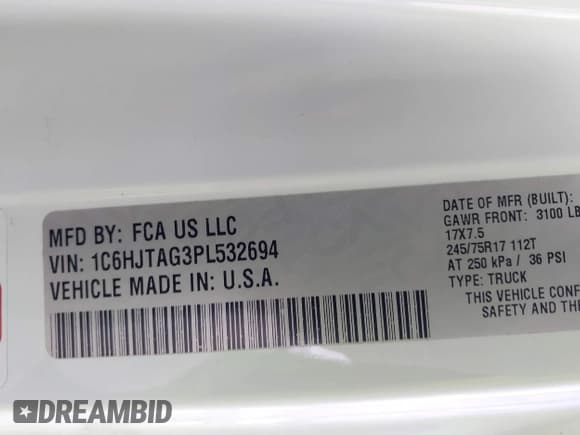 MFD BY: FCA US LLC
VIN: 1C6HJTAG3PL532694
VEHICLE MADE IN: U.S.A.
DATE OF MFR (BUILT):
GAWR FRONT: 3100 LB
17X7.5
245/75R17 112T
AT 250 kPa / 36 PSI
TYPE: TRUCK
THIS VEHICLE CONF
SAFETY AND THE
DREAMBID